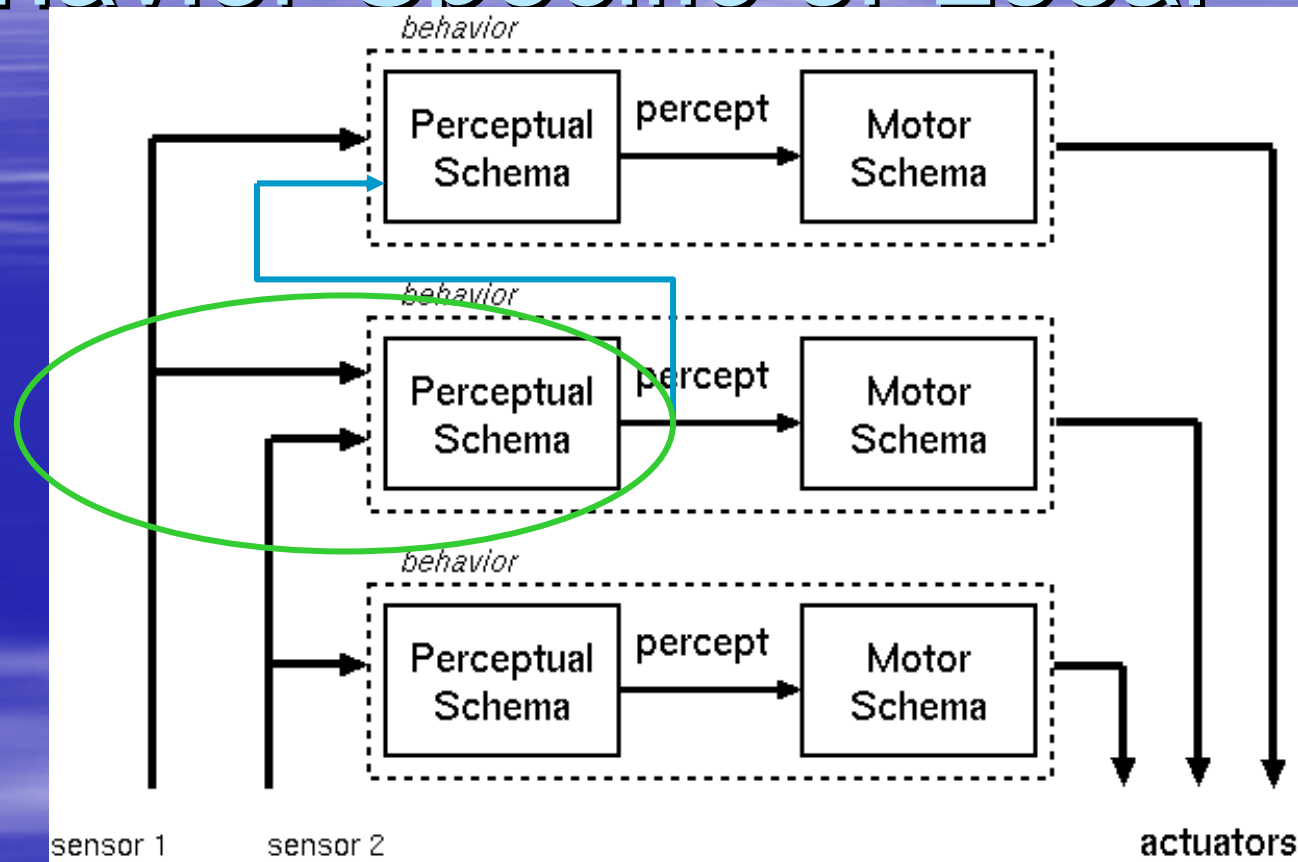 behavior
Perceptual
Schema
percept
Motor
Schema
behavior
Perceptual
Schema
percept
Motor
Schema
behavior
Perceptual
Schema
percept
Motor
Schema
sensor 1
sensor 2
actuators